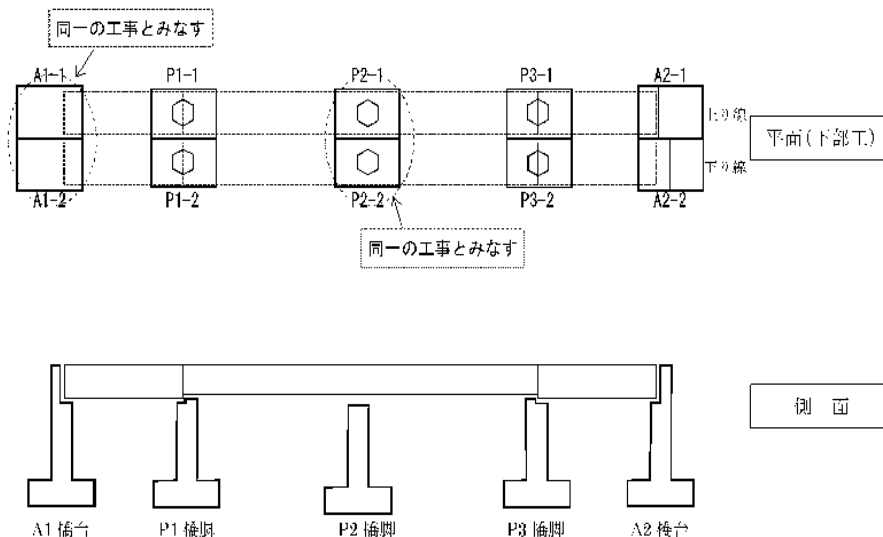 同一の工事とみなす
A1-1 P1-1 P2-1 P3-1 A2-1
上り線
平面(下部工)
下り線
A1-2 P1-2 P2-2 P3-2 A2-2
同一の工事とみなす
側 面
A1 橋台 P1 橋脚 P2 橋脚 P3 橋脚 A2 橋台